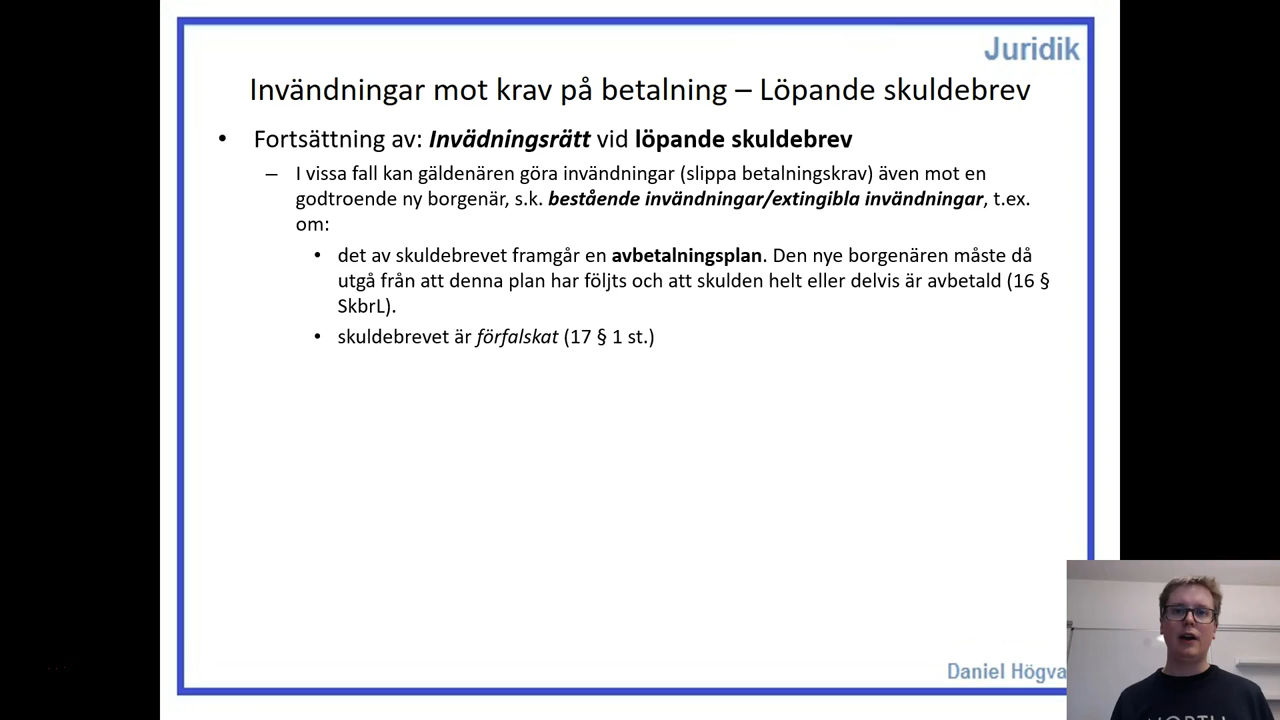 Juridik
Invändningar mot krav på betalning – Löpande skuldebrev
• Fortsättning av: Invädningsrätt vid löpande skuldebrev
– I vissa fall kan gäldenären göra invändningar (slippa betalningskrav) även mot en
godtroende ny borgenär, s.k. bestående invändningar/extingibla invändningar, t.ex.
om:
• det av skuldebrevet framgår en avbetalningsplan. Den nye borgenären måste då
utgå från att denna plan har följts och att skulden helt eller delvis är avbetald (16 §
SkbrL).
• skuldebrevet är förfalskat (17 § 1 st.)
Daniel Högva